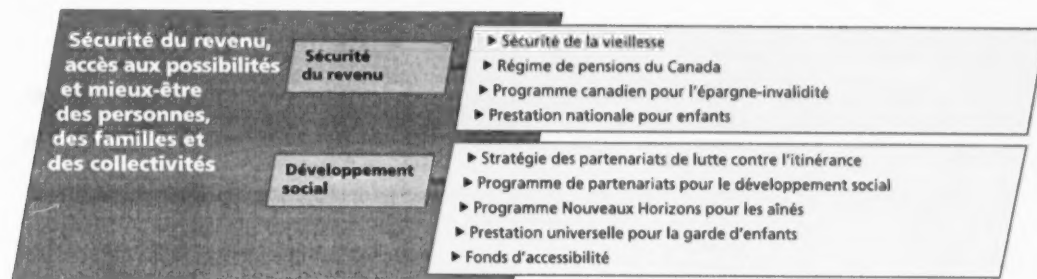 Sécurité du revenu,
accès aux possibilités
et mieux-être
des personnes,
des familles et
des collectivités
Sécurité
du revenu
▶ Sécurité de la vieillesse
▶ Régime de pensions du Canada
▶ Programme canadien pour l'épargne-invalidité
▶ Prestation nationale pour enfants
Développement
social
▶ Stratégie des partenariats de lutte contre l'itinérance
▶ Programme de partenariats pour le développement social
▶ Programme Nouveaux Horizons pour les aînés
▶ Prestation universelle pour la garde d'enfants
▶ Fonds d'accessibilité